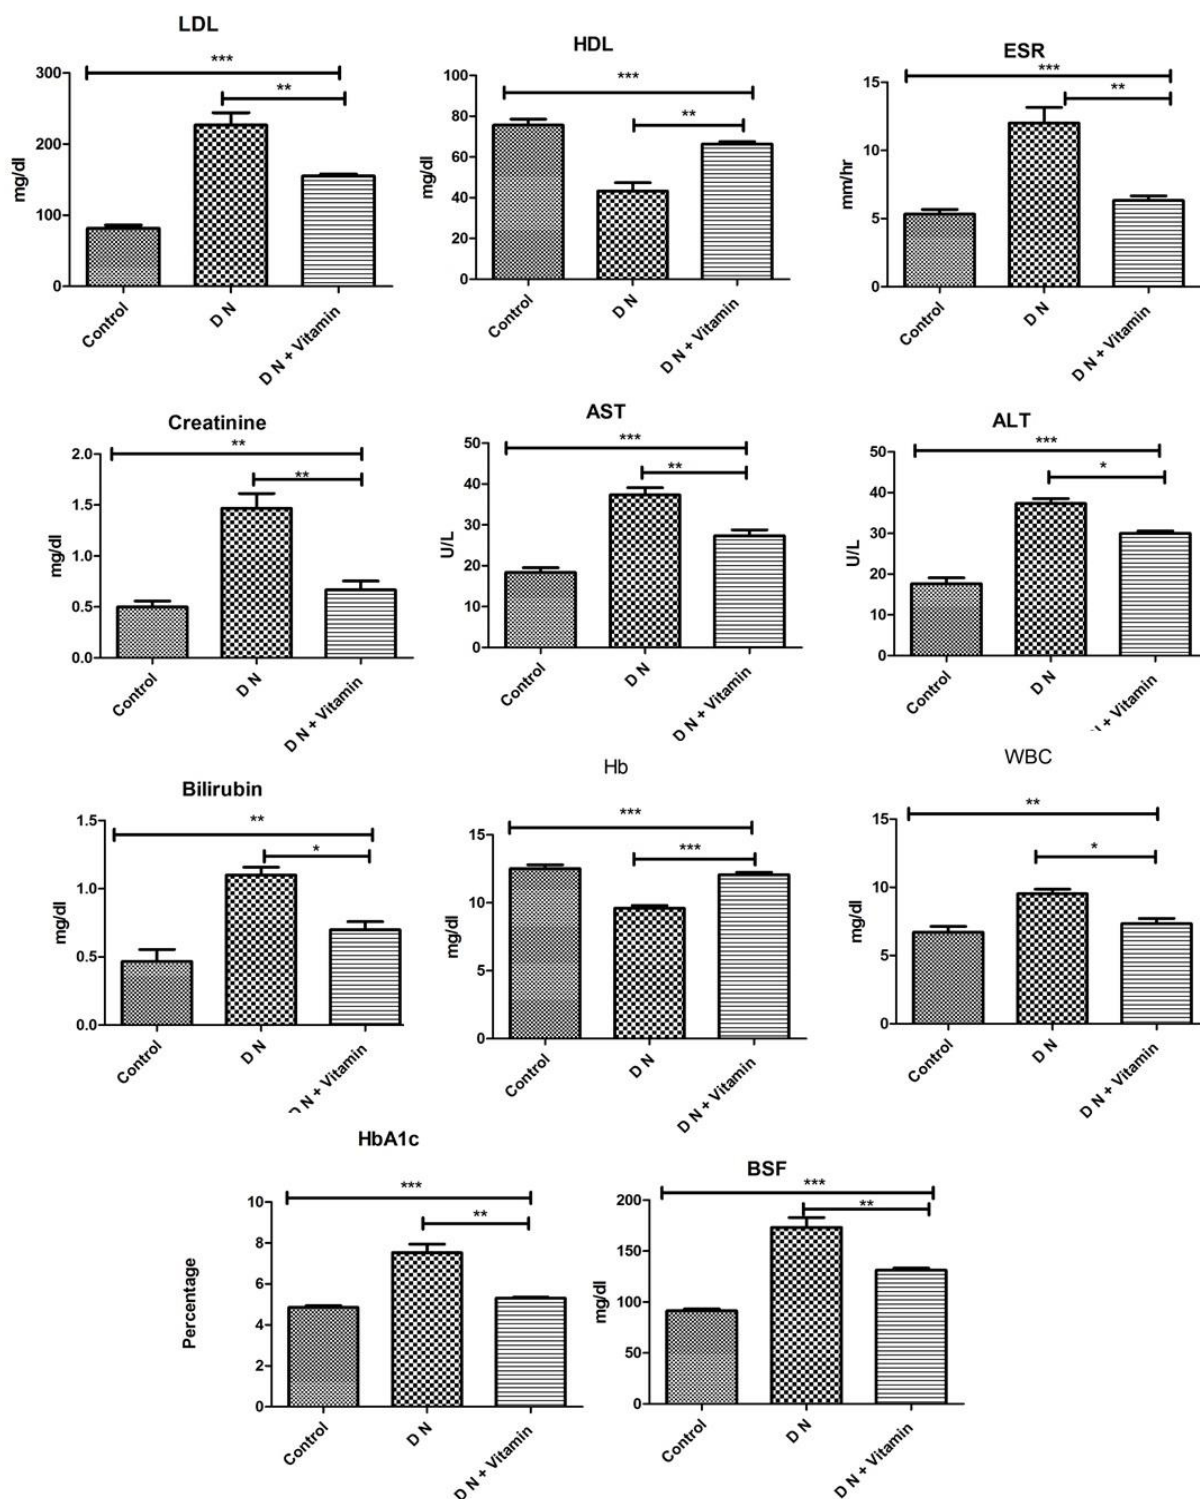 LDL
***
**
300
200
100
0
mg/dl
Control
D N
D N + Vitamin
HDL
***
**
100
80
60
40
20
0
mg/dl
Control
D N
D N + Vitamin
ESR
***
**
15
10
5
0
mm/hr
Control
D N
D N + Vitamin
Creatinine
**
**
2.0
1.5
1.0
0.5
0.0
mg/dl
Control
D N
D N + Vitamin
AST
***
**
50
40
30
20
10
0
U/L
Control
D N
D N + Vitamin
ALT
***
*
50
40
30
20
10
0
U/L
Control
D N
N + Vitamin
Bilirubin
**
*
1.5
1.0
0.5
0.0
mg/dl
Control
D N
D N + Vitamin
Hb
***
***
15
10
5
0
mg/dl
Control
D N
D N + Vitamin
WBC
**
*
15
10
5
0
mg/dl
Control
D N
D N + Vitamin
HbA1c
***
**
10
8
6
4
2
0
Percentage
Control
D N
D N + Vitamin
BSF
***
**
200
150
100
50
0
mg/dl
Control
D N
D N + Vitamin